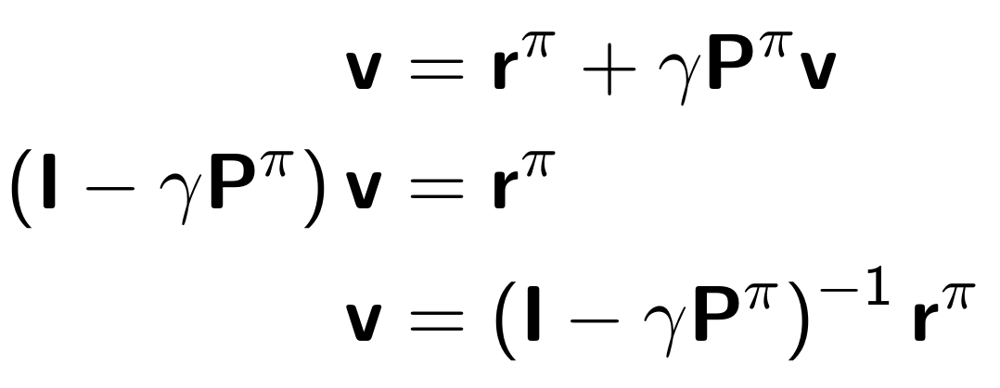 v = r^π + γP^π v
(I − γP^π) v = r^π
v = (I − γP^π)^−1 r^π